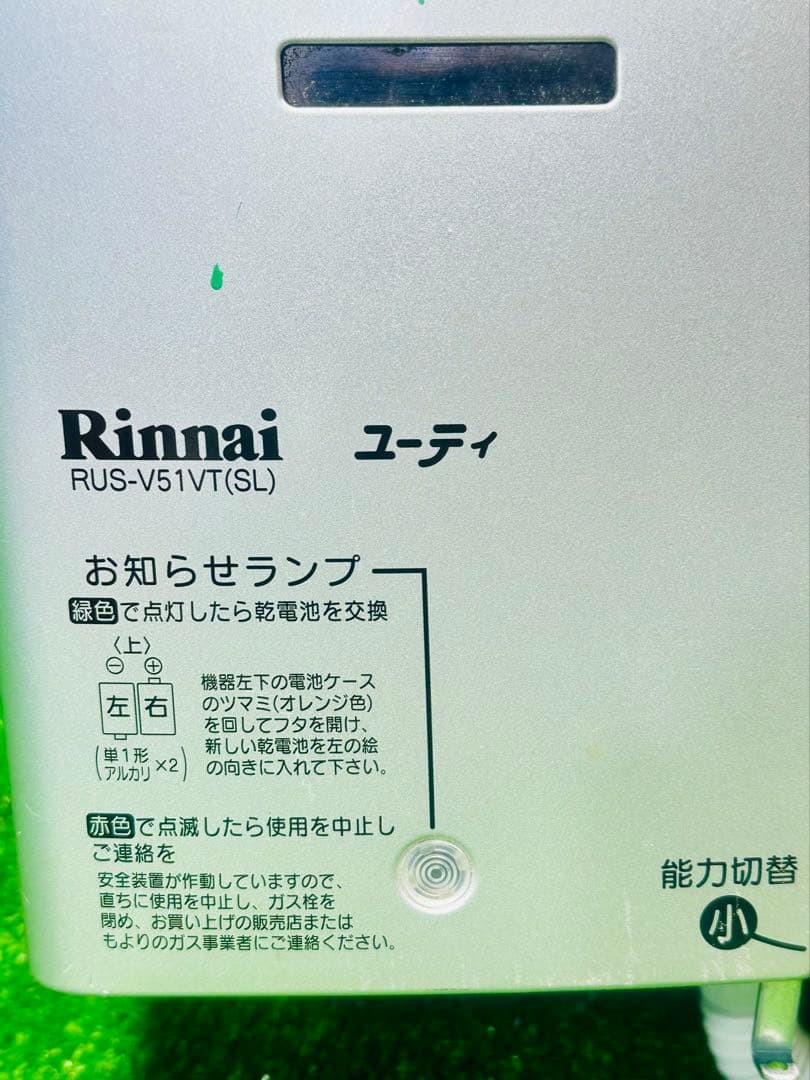 Rinnai ユーティ
RUS-V51VT(SL)
お知らせランプ
緑色で点灯したら乾電池を交換
〈上〉
⊖ ⊕
左 右
(単1形
アルカリ×2)
機器左下の電池ケース
のツマミ(オレンジ色)
を回してフタを開け、
新しい乾電池を左の絵
の向きに入れて下さい。
赤色で点滅したら使用を中止し
ご連絡を
安全装置が作動していますので、
直ちに使用を中止し、ガス栓を
閉め、お買い上げの販売店または
もよりのガス事業者にご連絡ください。
能力切替
小